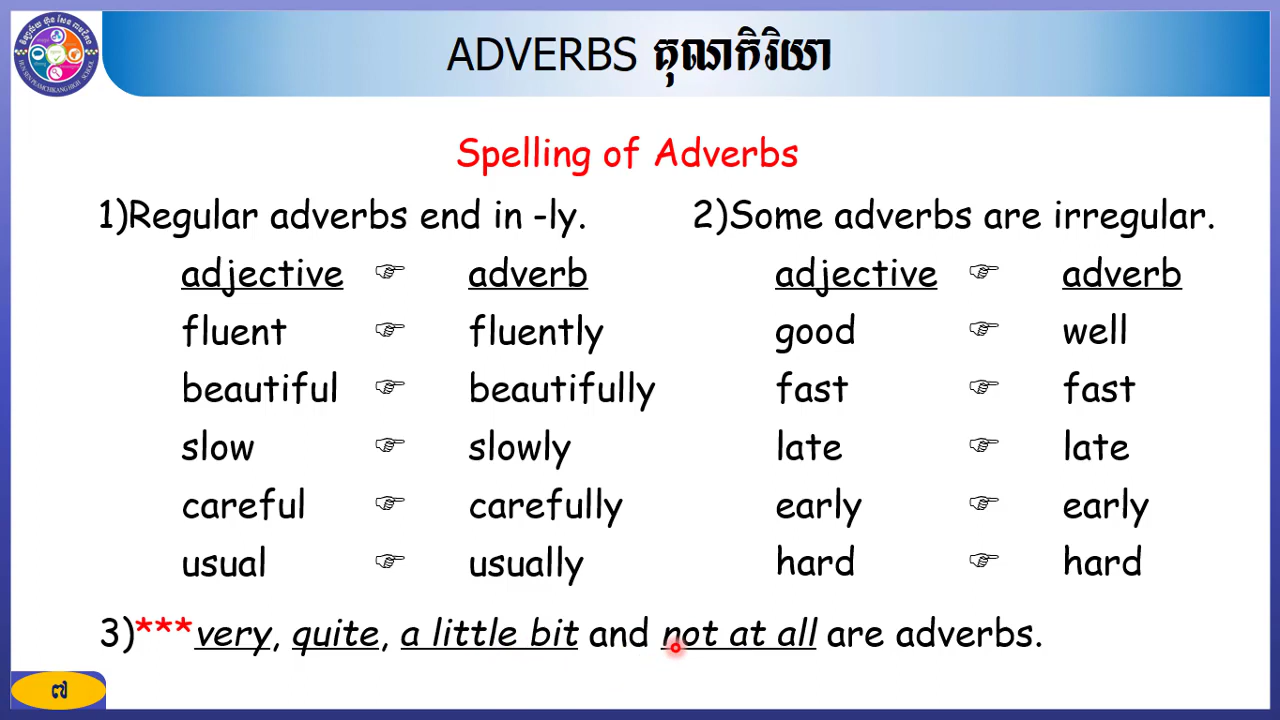 ADVERBS គុណកិរិយា
Spelling of Adverbs
1)Regular adverbs end in -ly.
adjective ☞ adverb
fluent ☞ fluently
beautiful ☞ beautifully
slow ☞ slowly
careful ☞ carefully
usual ☞ usually
2)Some adverbs are irregular.
adjective ☞ adverb
good ☞ well
fast ☞ fast
late ☞ late
early ☞ early
hard ☞ hard
3)***very, quite, a little bit and not at all are adverbs.
៧